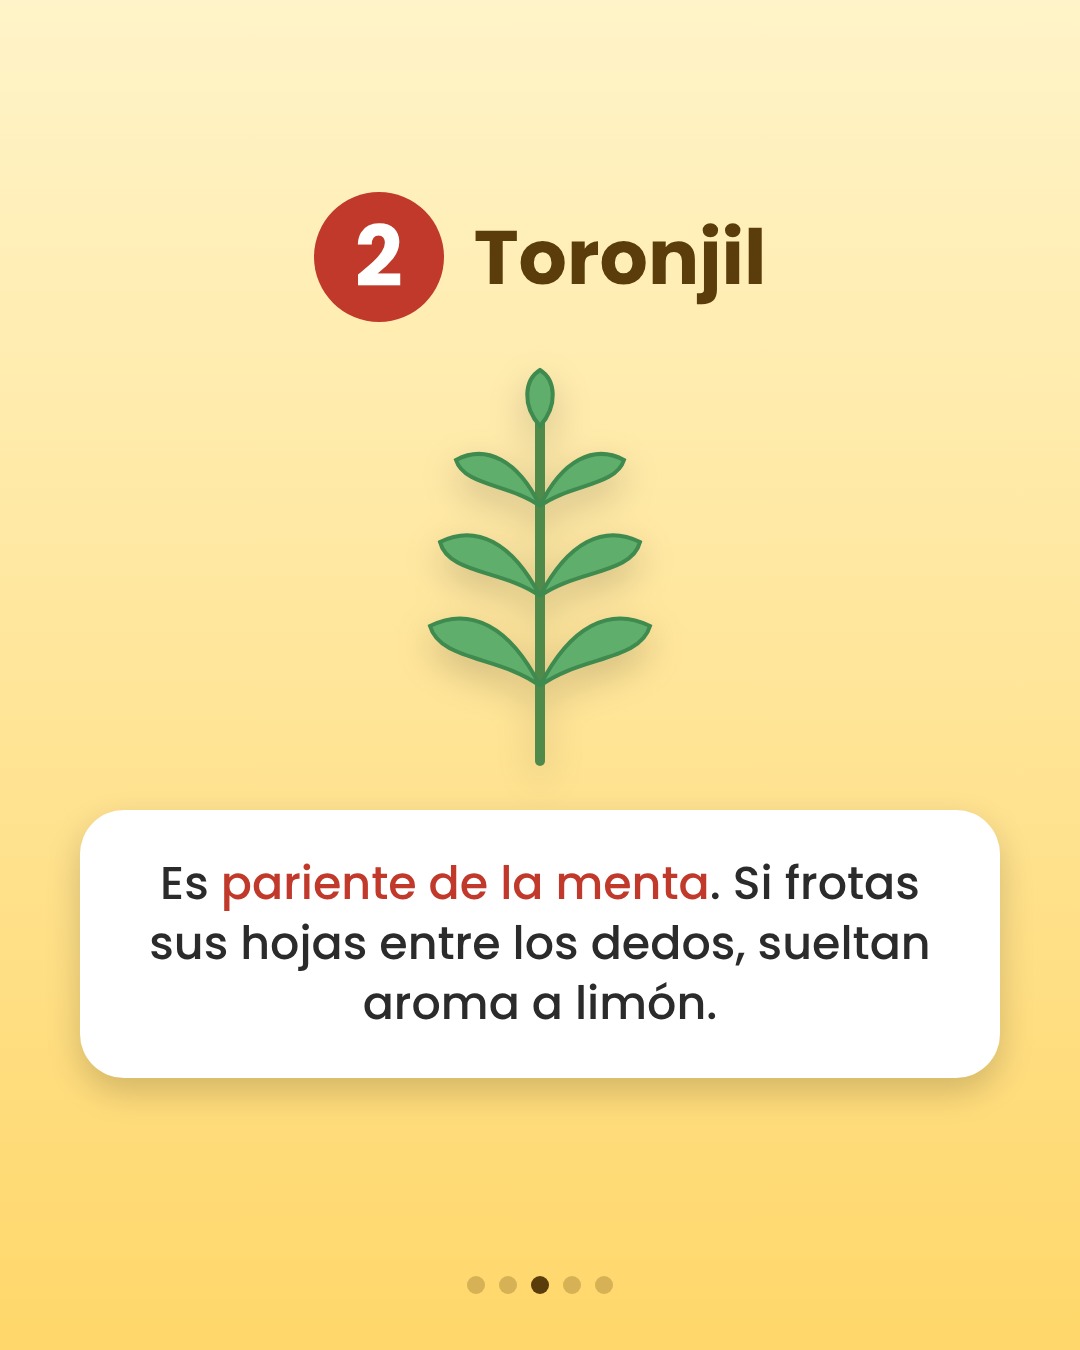 2 Toronjil
Es pariente de la menta. Si frotas
sus hojas entre los dedos, sueltan
aroma a limón.